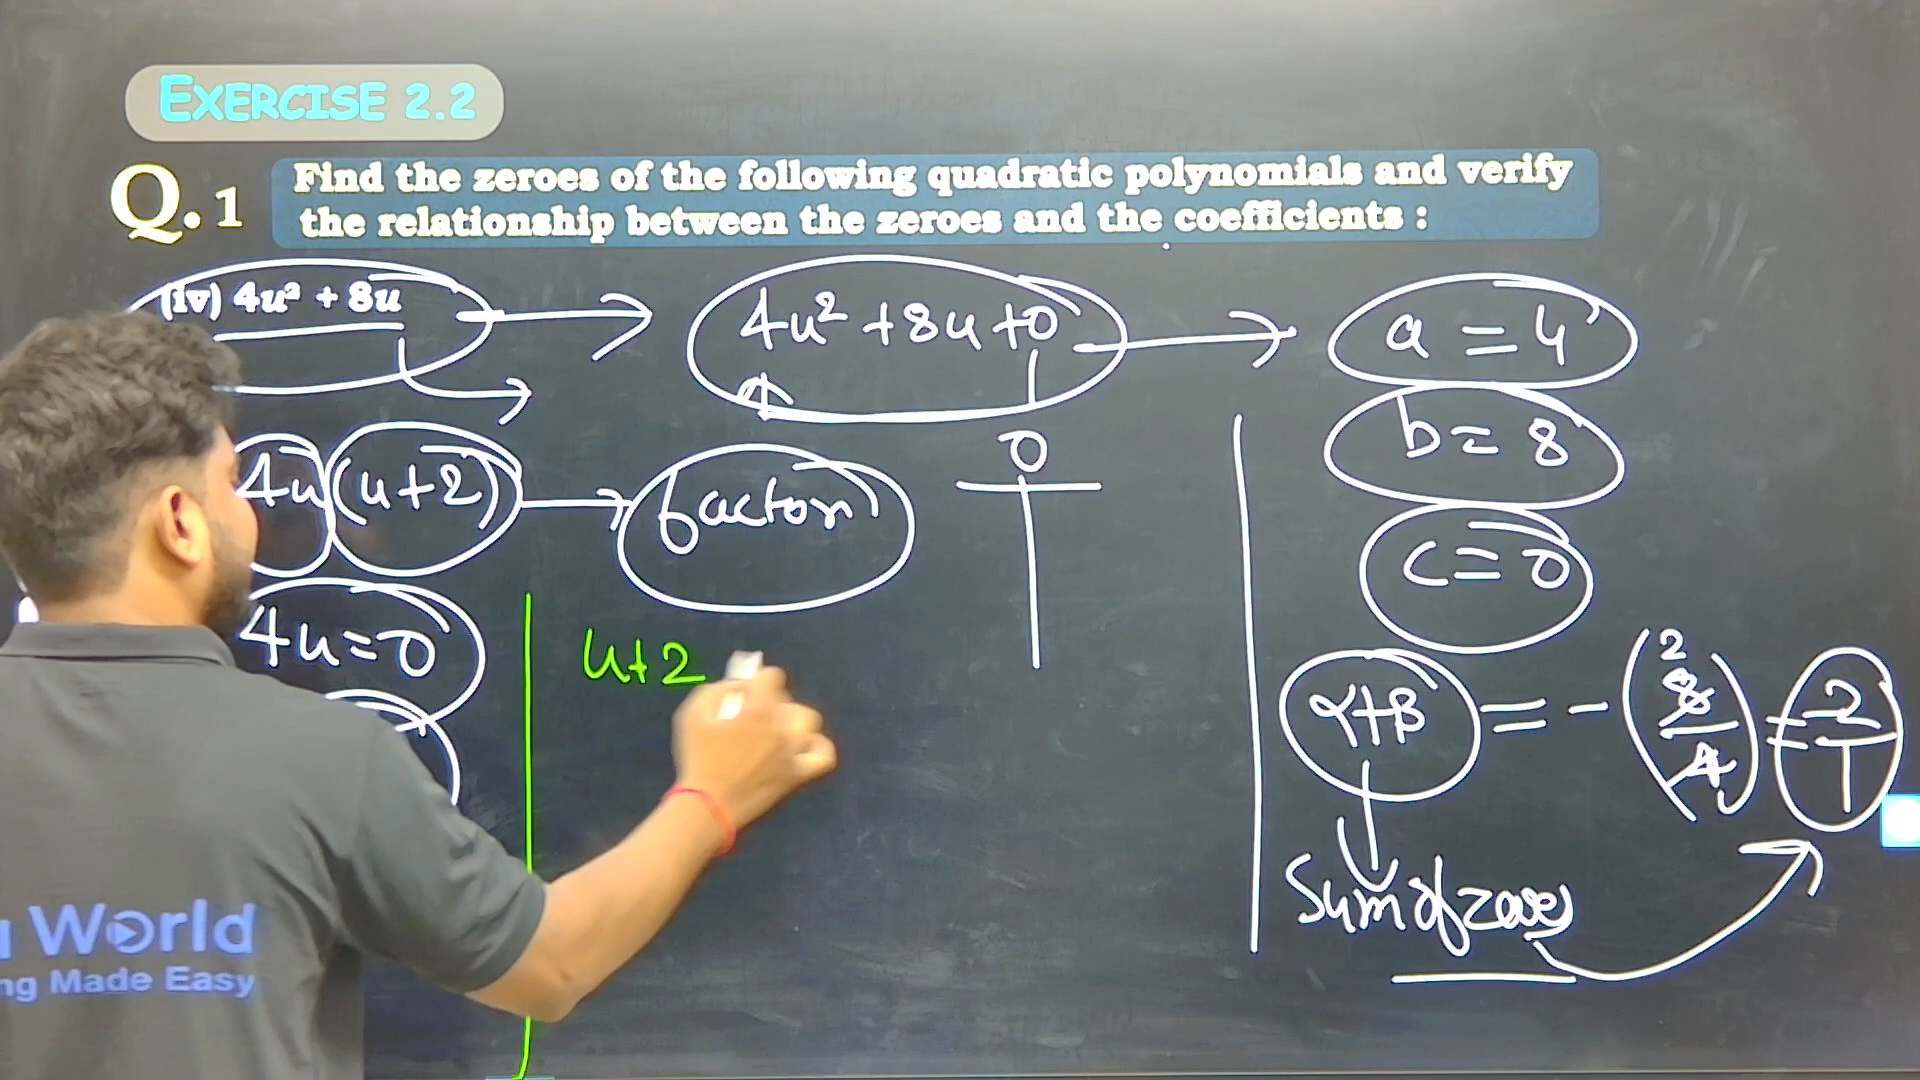 EXERCISE 2.2
Q. 1
Find the zeroes of the following quadratic polynomials and verify
the relationship between the zeroes and the coefficients :
(iv) 4u² + 8u
4u² + 8u + 0
a = 4
b = 8
0
4u (u+2)
factor
c = 0
4u = 0
u+2
α+β = - (8/4) = 2/1
2
Sum of zeroes
World
ng Made Easy